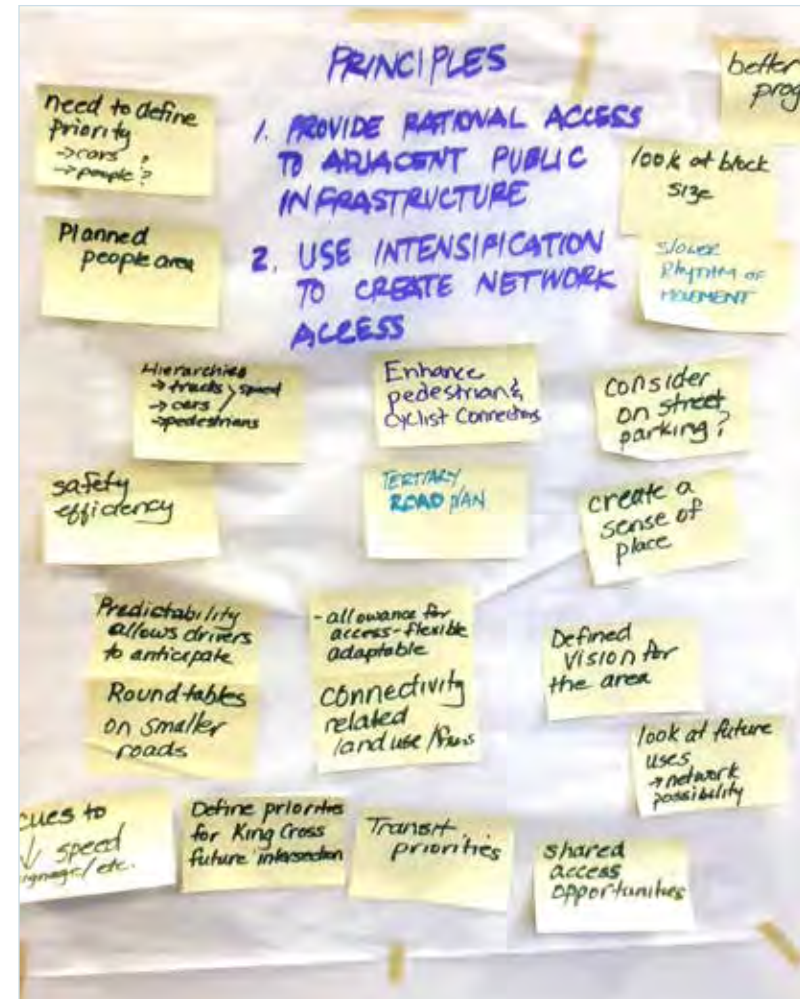 PRINCIPLES
1. PROVIDE RATIONAL ACCESS
TO ADJACENT PUBLIC
INFRASTRUCTURE
2. USE INTENSIFICATION
TO CREATE NETWORK
ACCESS
need to define
priority
→ cars ,
→ people?
better
prog
look at block
size
Planned
people area
slower
RhyTHM OF
MOVEMENT
Hierarchies
→ trucks > speed
→ cars
→ pedestrians
Enhance
pedestrian &
Cyclist Connections
consider
on street
parking?
safety
efficiency
TERTIARY
ROAD PLAN
create a
sense of
place
Predictability
allows drivers
to anticipate
- allowance for
access - flexible
adaptable
Defined
vision for
the area
Roundtables
on smaller
roads
connectivity
related
land use /
look at future
uses
→ network
possibility
cues to
↓ speed
signage/etc.
Define priorities
for King Cross
future intersection
Transit
priorities
shared
access
opportunities